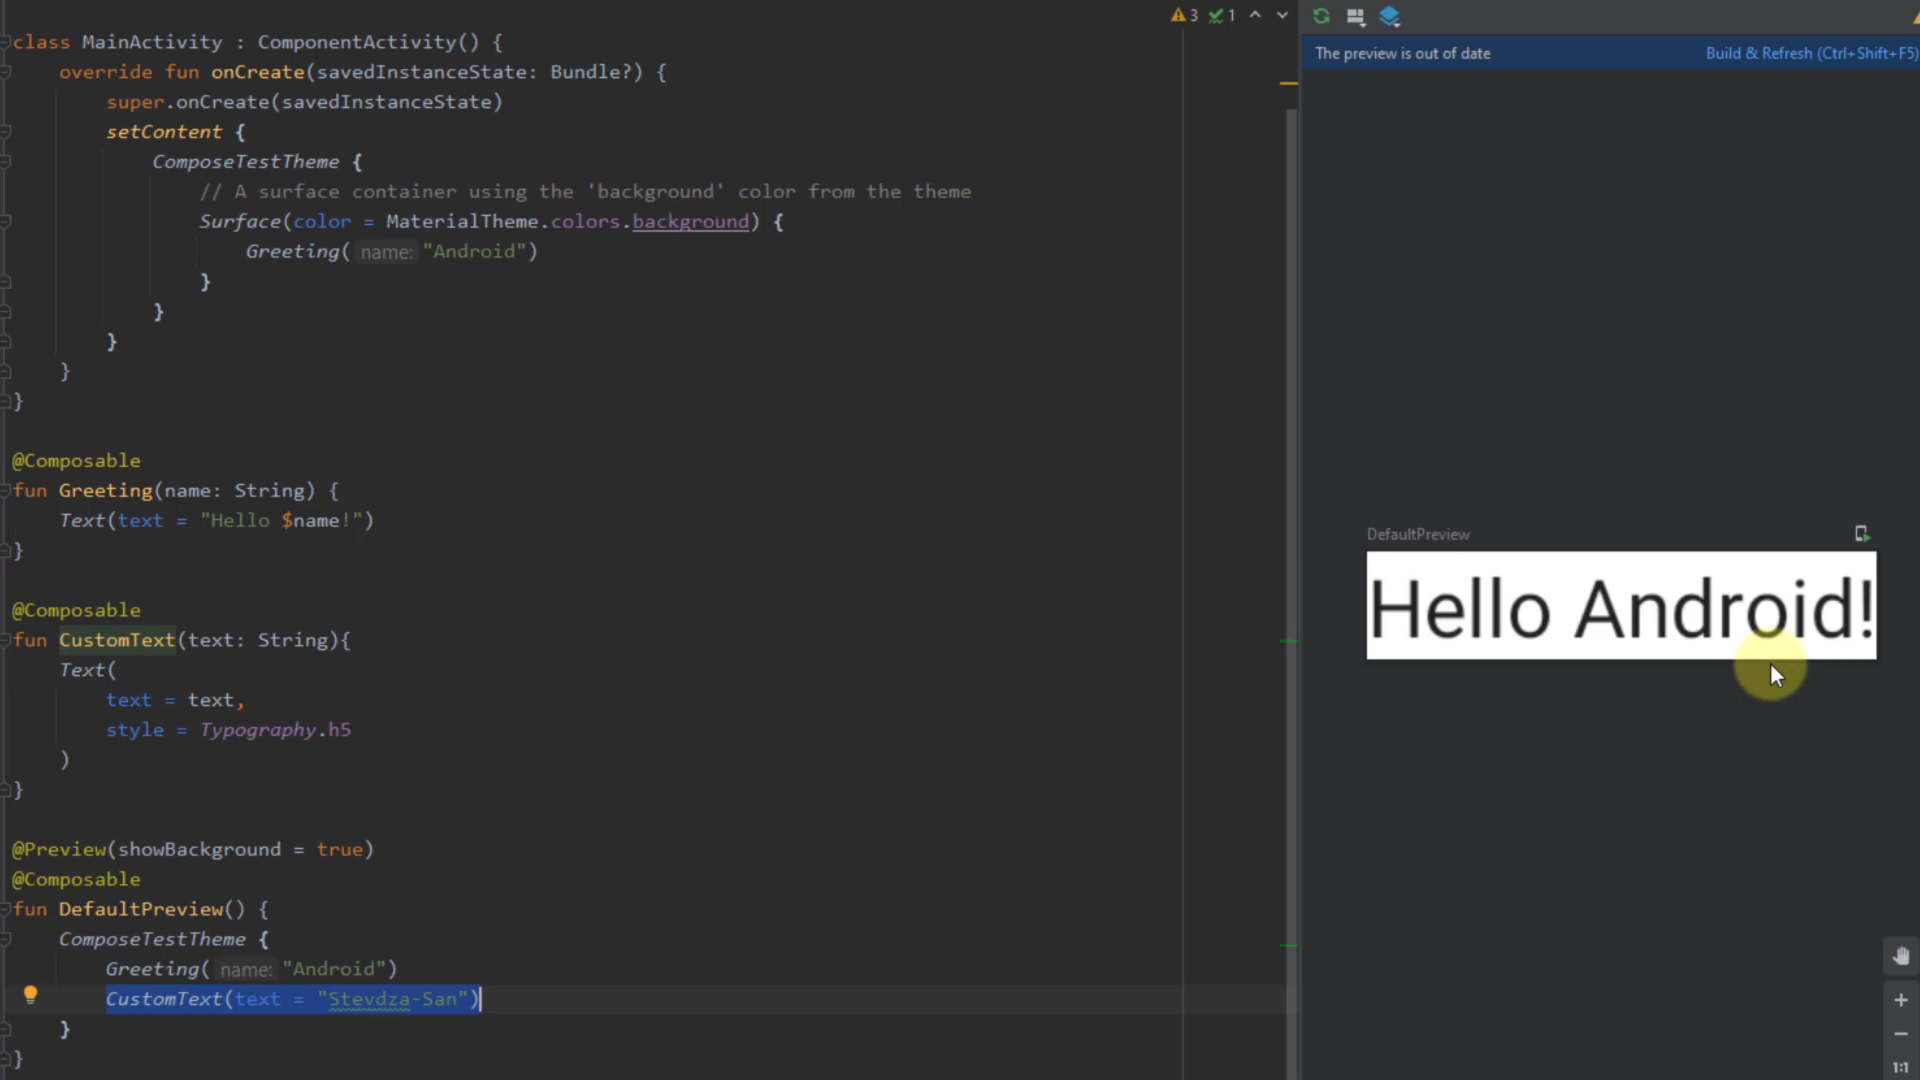 3 1
class MainActivity : ComponentActivity() {
override fun onCreate(savedInstanceState: Bundle?) {
super.onCreate(savedInstanceState)
setContent {
ComposeTestTheme {
// A surface container using the 'background' color from the theme
Surface(color = MaterialTheme.colors.background) {
Greeting( name: "Android")
}
}
}
}
}
@Composable
fun Greeting(name: String) {
Text(text = "Hello $name!")
}
@Composable
fun CustomText(text: String){
Text(
text = text,
style = Typography.h5
)
}
@Preview(showBackground = true)
@Composable
fun DefaultPreview() {
ComposeTestTheme {
Greeting( name: "Android")
CustomText(text = "Stevdza-San")
}
}
The preview is out of date Build & Refresh (Ctrl+Shift+F5)
DefaultPreview
Hello Android!
1:1